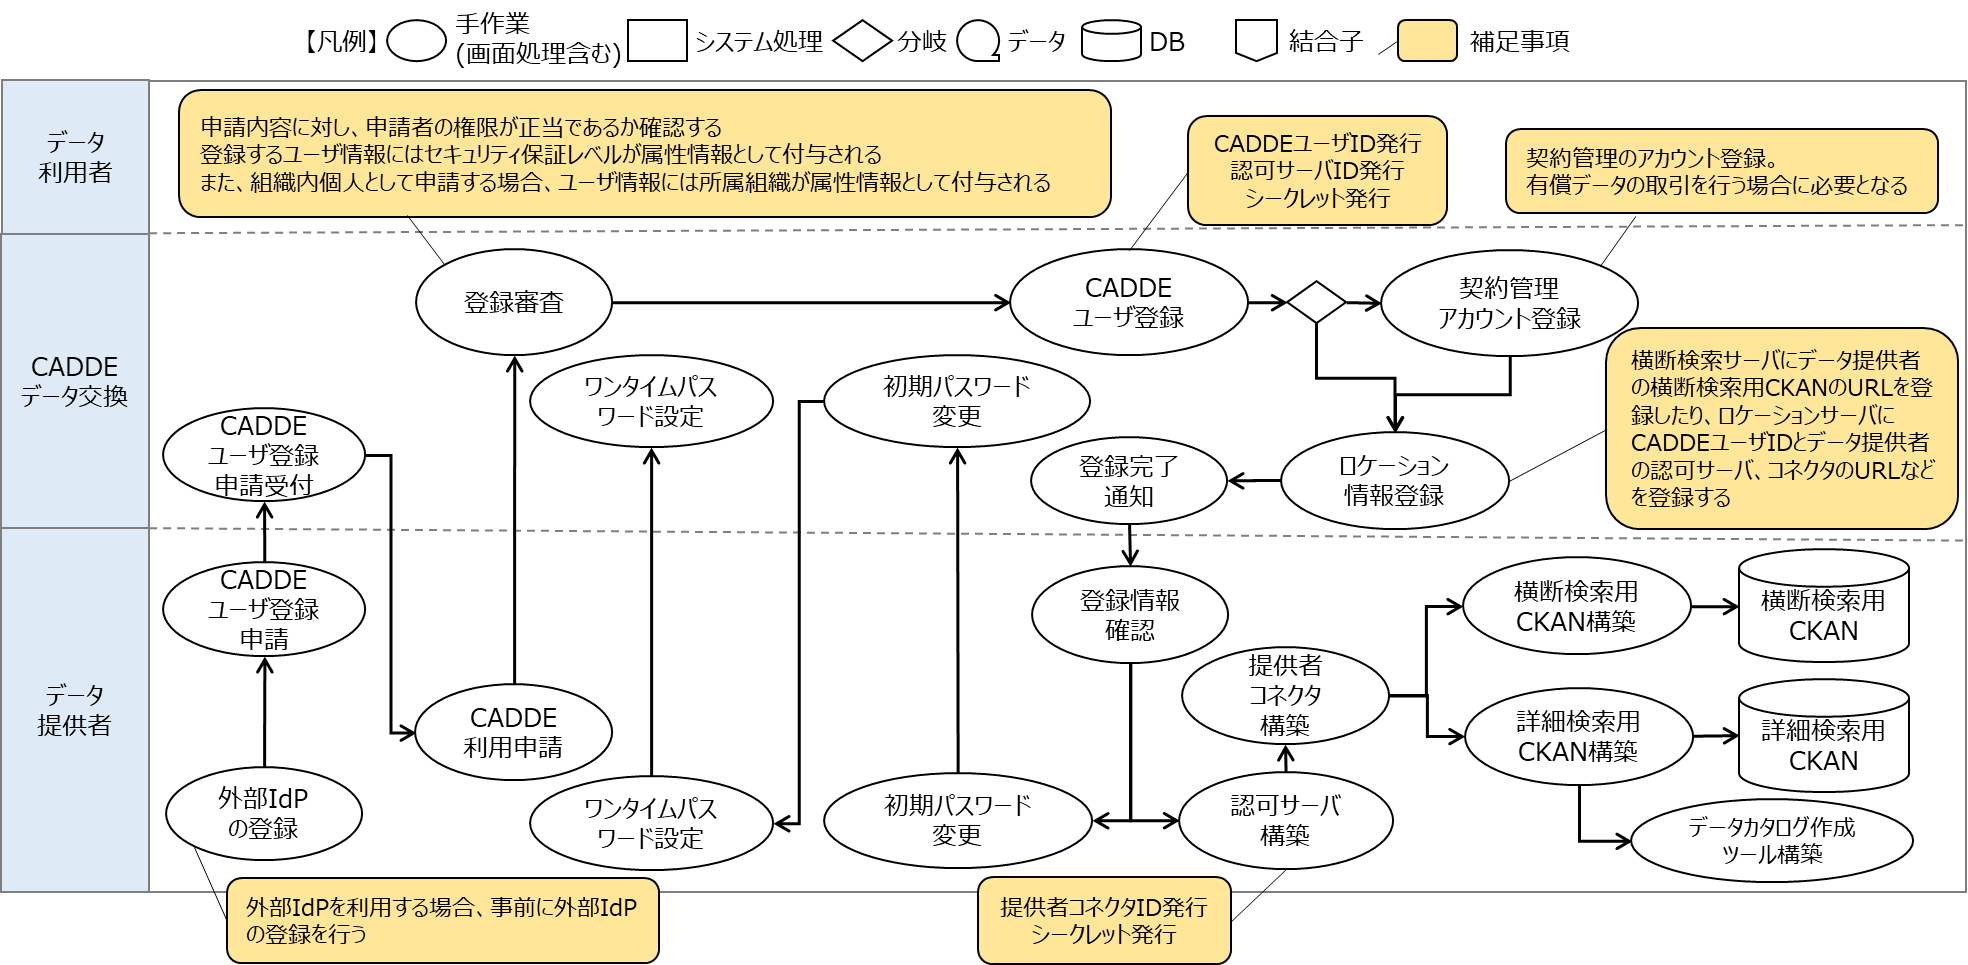 【凡例】
手作業
(画面処理含む)
システム処理
分岐
データ
DB
結合子
補足事項
データ
利用者
申請内容に対し、申請者の権限が正当であるか確認する
登録するユーザ情報にはセキュリティ保証レベルが属性情報として付与される
また、組織内個人として申請する場合、ユーザ情報には所属組織が属性情報として付与される
CADDEユーザID発行
認可サーバID発行
シークレット発行
契約管理のアカウント登録。
有償データの取引を行う場合に必要となる
CADDE
データ交換
登録審査
CADDE
ユーザ登録
契約管理
アカウント登録
横断検索サーバにデータ提供者
の横断検索用CKANのURLを登
録したり、ロケーションサーバに
CADDEユーザIDとデータ提供者
の認可サーバ、コネクタのURLなど
を登録する
ワンタイムパス
ワード設定
初期パスワード
変更
CADDE
ユーザ登録
申請受付
登録完了
通知
ロケーション
情報登録
データ
提供者
CADDE
ユーザ登録
申請
登録情報
確認
横断検索用
CKAN構築
横断検索用
CKAN
提供者
コネクタ
構築
CADDE
利用申請
詳細検索用
CKAN構築
詳細検索用
CKAN
外部IdP
の登録
ワンタイムパス
ワード設定
初期パスワード
変更
認可サーバ
構築
データカタログ作成
ツール構築
外部IdPを利用する場合、事前に外部IdP
の登録を行う
提供者コネクタID発行
シークレット発行